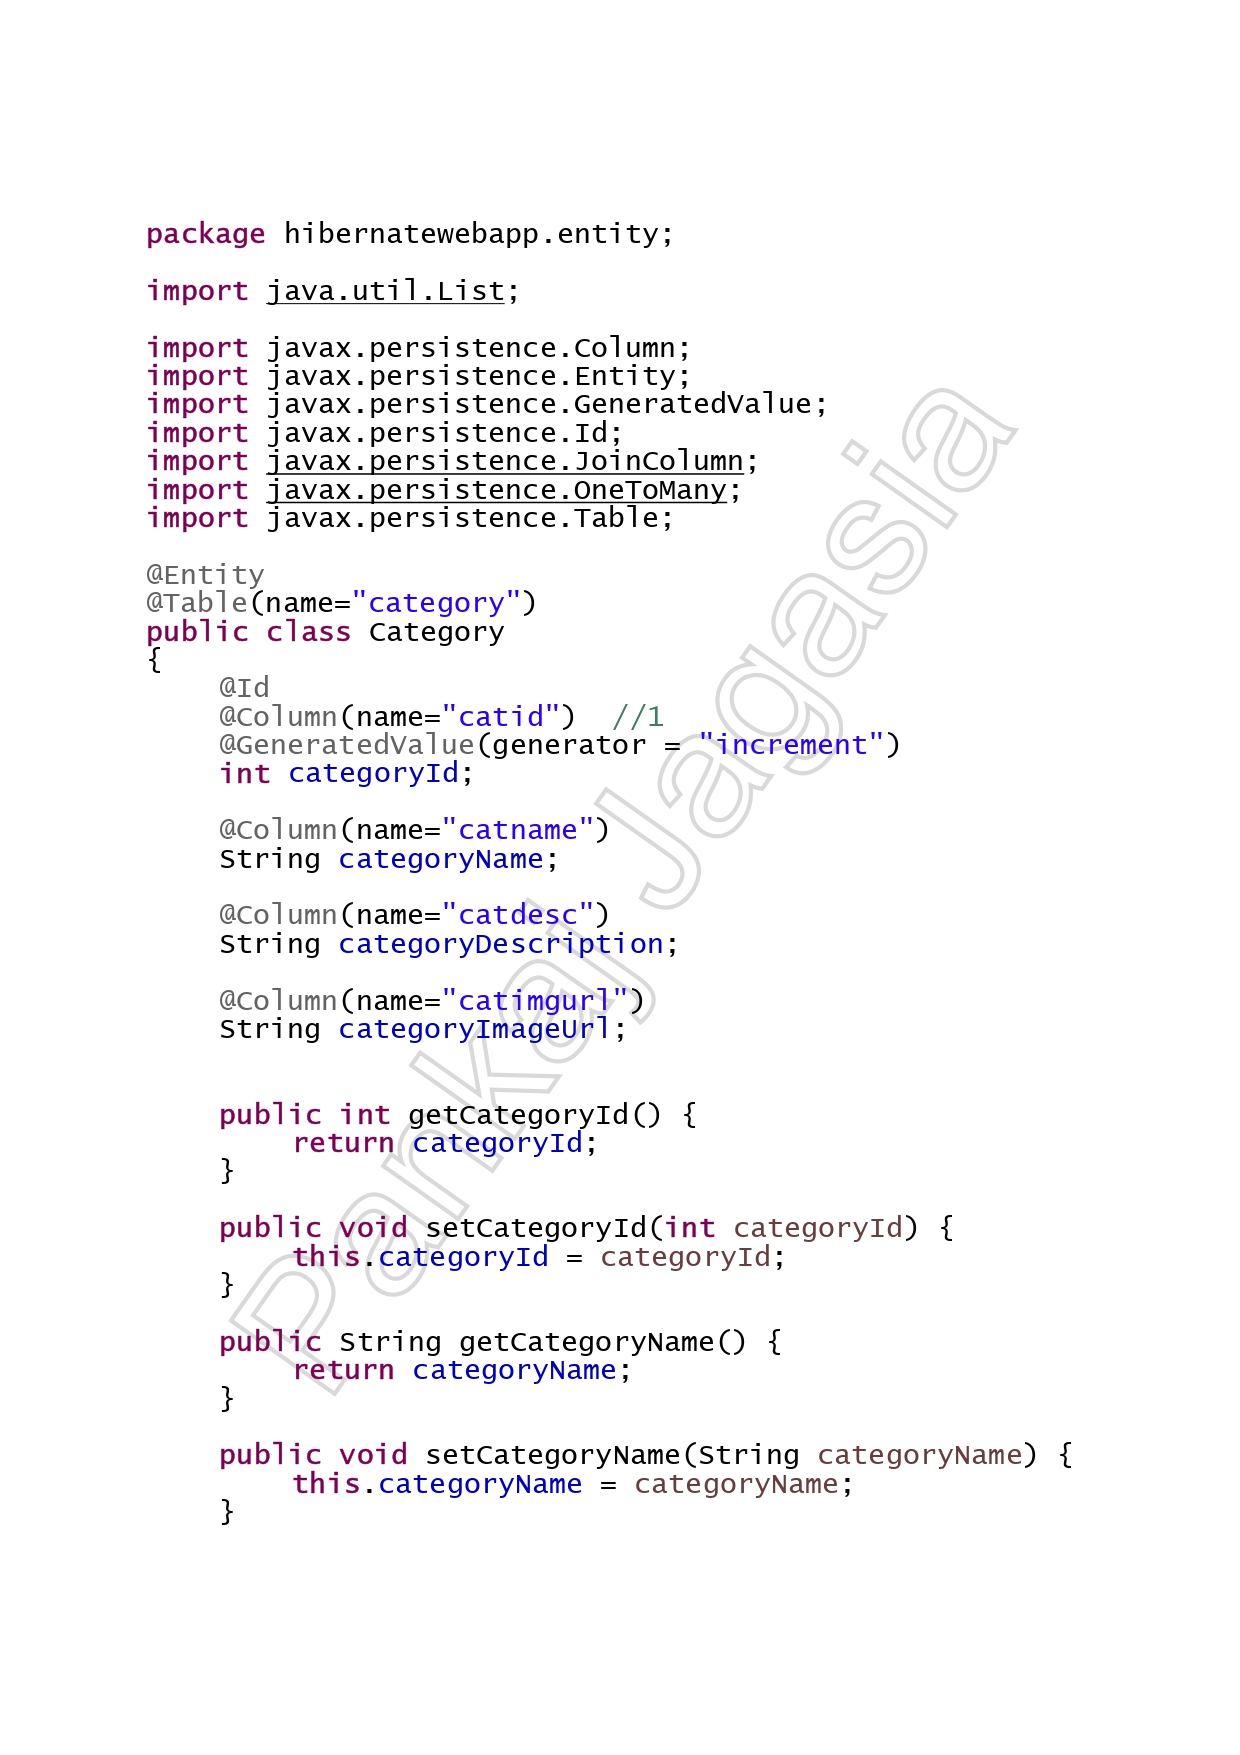 package hibernatewebapp.entity;
import java.util.List;
import javax.persistence.Column;
import javax.persistence.Entity;
import javax.persistence.GeneratedValue;
import javax.persistence.Id;
import javax.persistence.JoinColumn;
import javax.persistence.OneToMany;
import javax.persistence.Table;
@Entity
@Table(name="category")
public class Category
{
@Id
@Column(name="catid")  //1
@GeneratedValue(generator = "increment")
int categoryId;
@Column(name="catname")
String categoryName;
@Column(name="catdesc")
String categoryDescription;
@Column(name="catimgurl")
String categoryImageUrl;
public int getCategoryId() {
return categoryId;
}
public void setCategoryId(int categoryId) {
this.categoryId = categoryId;
}
public String getCategoryName() {
return categoryName;
}
public void setCategoryName(String categoryName) {
this.categoryName = categoryName;
}
Pankaj Jagasia